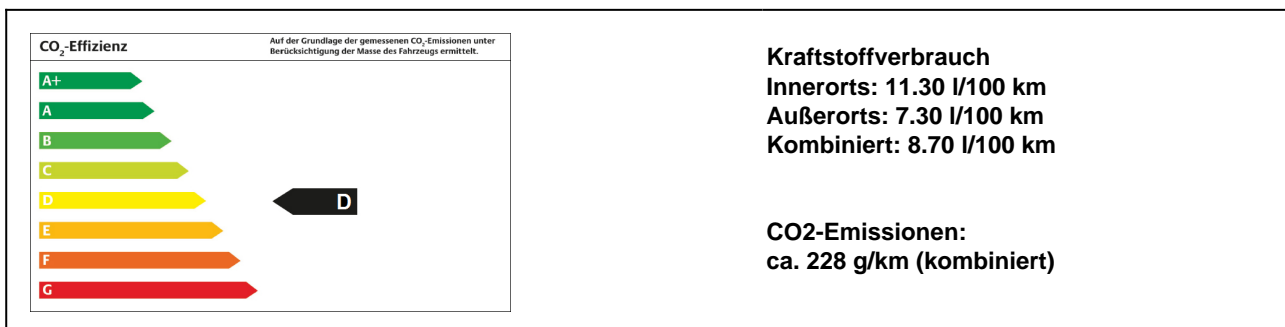 CO2-Effizienz
Auf der Grundlage der gemessenen CO2-Emissionen unter
Berücksichtigung der Masse des Fahrzeugs ermittelt.
A+
A
B
C
D
D
E
F
G
Kraftstoffverbrauch
Innerorts: 11.30 l/100 km
Außerorts: 7.30 l/100 km
Kombiniert: 8.70 l/100 km
CO2-Emissionen:
ca. 228 g/km (kombiniert)